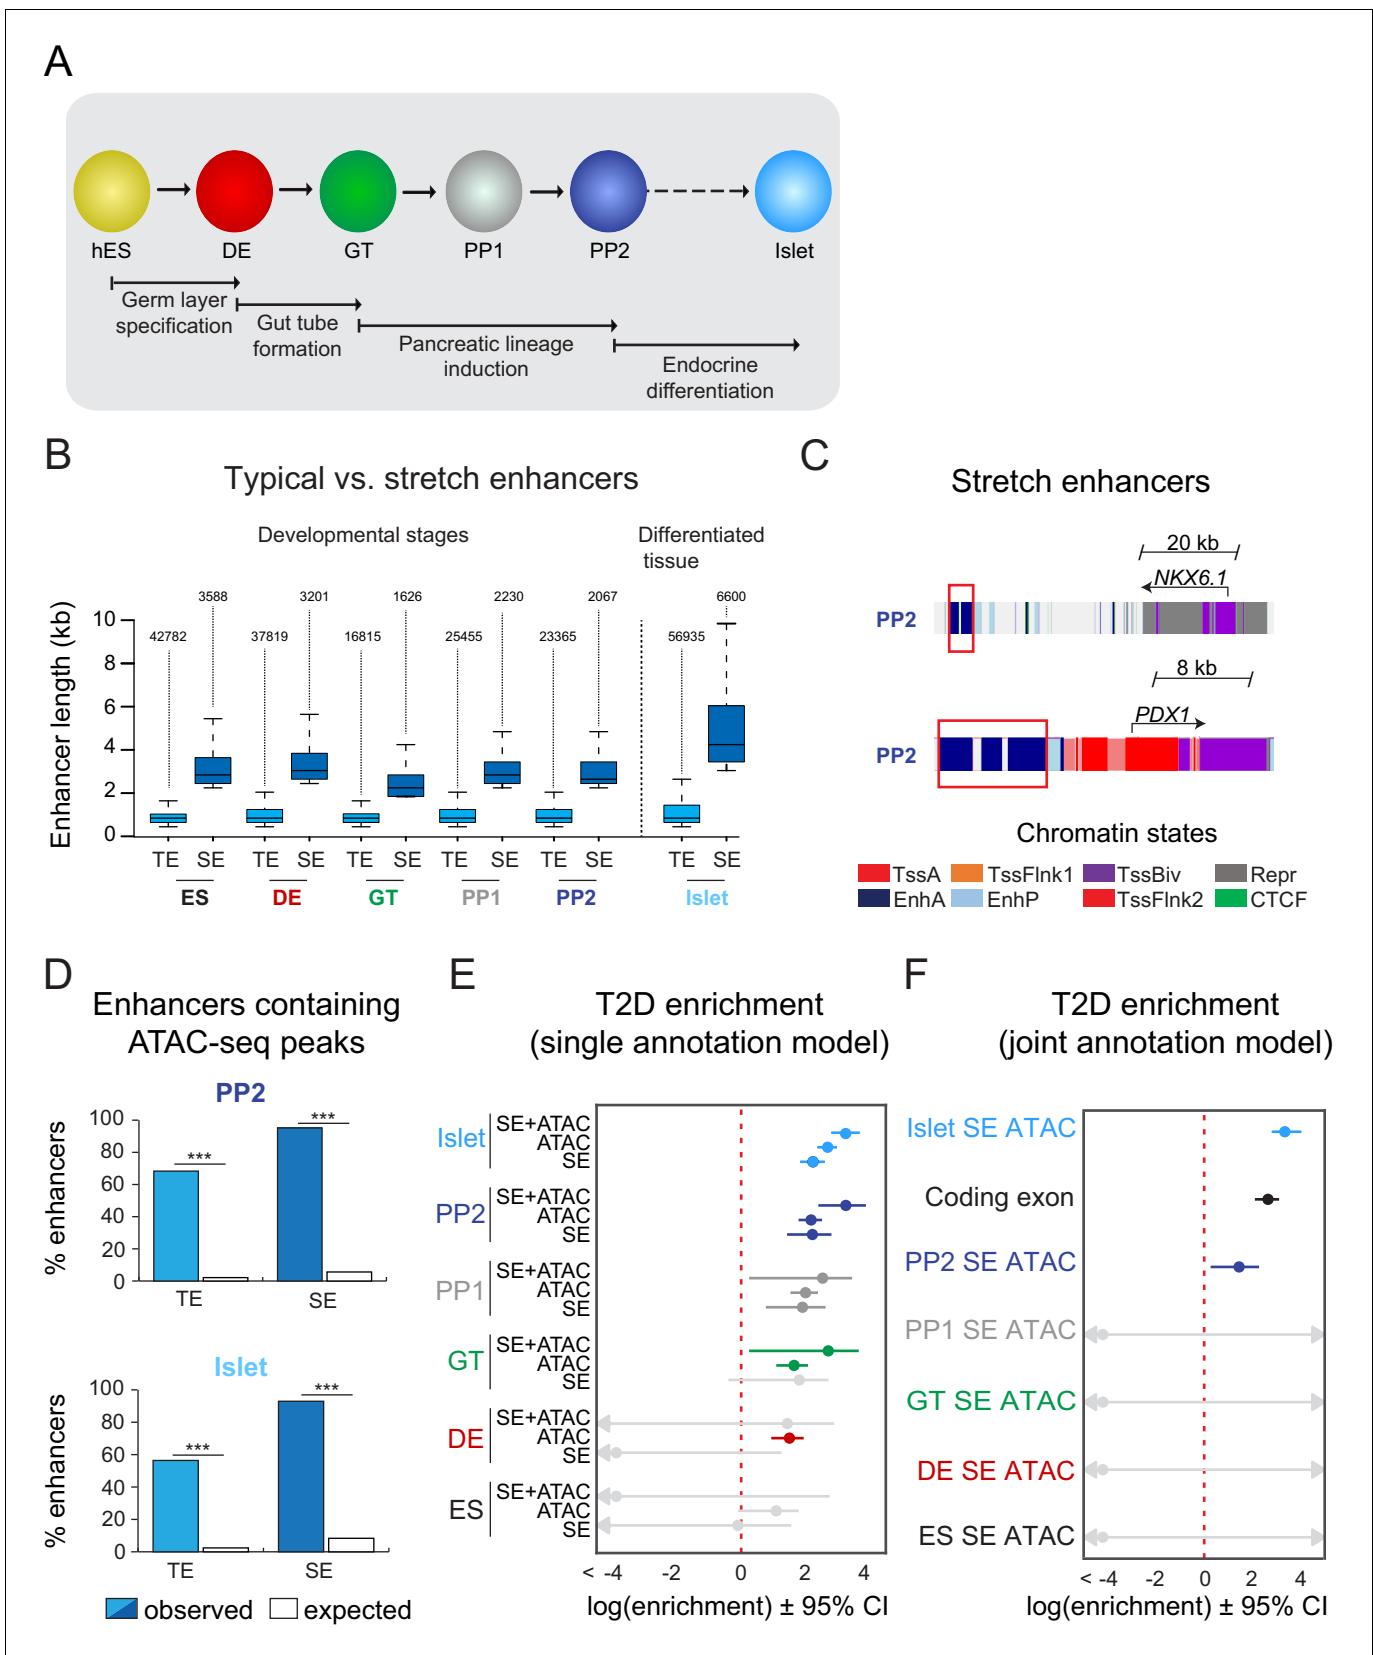 A
hES DE GT PP1 PP2 Islet
Germ layer
specification
Gut tube
formation
Pancreatic lineage
induction
Endocrine
differentiation
B
Typical vs. stretch enhancers
Developmental stages
Differentiated
tissue
Enhancer length (kb)
10
8
6
4
2
0
42782 3588 37819 3201 16815 1626 25455 2230 23365 2067 56935 6600
TE SE TE SE TE SE TE SE TE SE TE SE
ES DE GT PP1 PP2 Islet
C
Stretch enhancers
20 kb
NKX6.1
PP2
8 kb
PDX1
PP2
Chromatin states
TssA TssFlnk1 TssBiv Repr
EnhA EnhP TssFlnk2 CTCF
D
Enhancers containing
ATAC-seq peaks
PP2
% enhancers
100
80
60
40
20
0
*** ***
TE SE
Islet
% enhancers
100
80
60
40
20
0
*** ***
TE SE
observed expected
E
T2D enrichment
(single annotation model)
Islet
SE+ATAC
ATAC
SE
PP2
SE+ATAC
ATAC
SE
PP1
SE+ATAC
ATAC
SE
GT
SE+ATAC
ATAC
SE
DE
SE+ATAC
ATAC
SE
ES
SE+ATAC
ATAC
SE
< -4 -2 0 2 4
log(enrichment) ± 95% CI
F
T2D enrichment
(joint annotation model)
Islet SE ATAC
Coding exon
PP2 SE ATAC
PP1 SE ATAC
GT SE ATAC
DE SE ATAC
ES SE ATAC
< -4 -2 0 2 4
log(enrichment) ± 95% CI